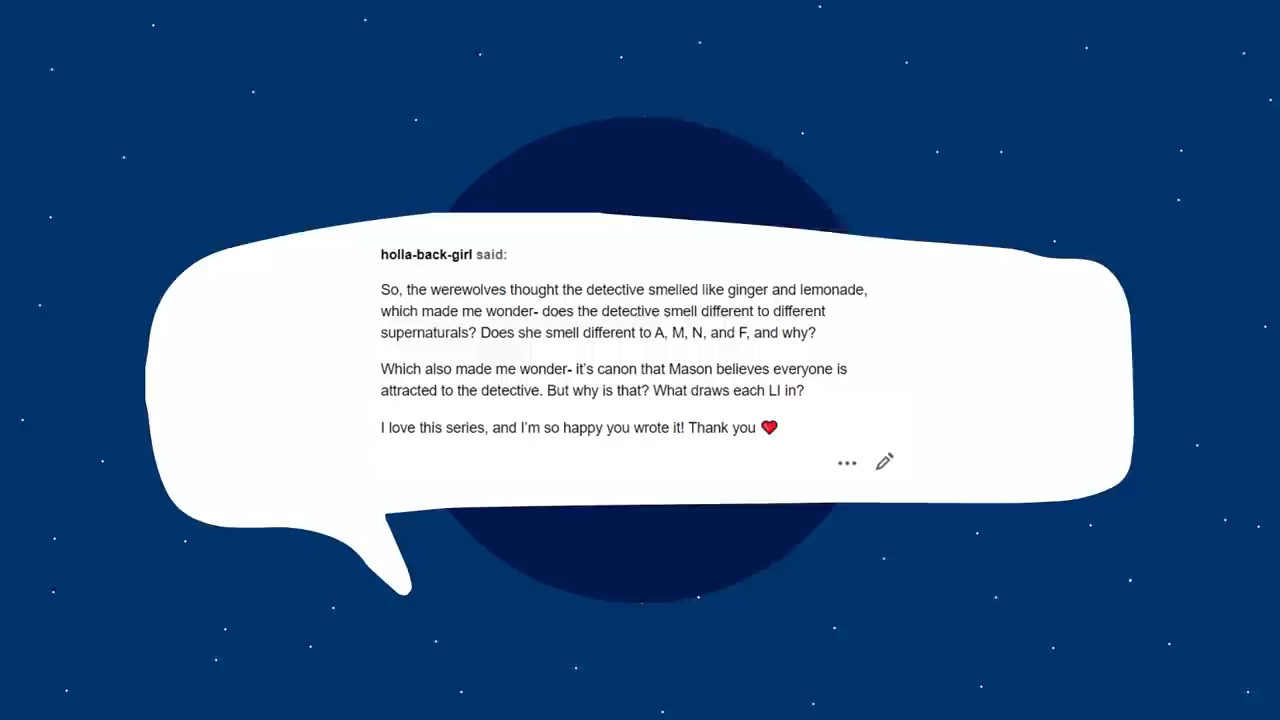 holla-back-girl said:
So, the werewolves thought the detective smelled like ginger and lemonade,
which made me wonder- does the detective smell different to different
supernaturals? Does she smell different to A, M, N, and F, and why?
Which also made me wonder- it's canon that Mason believes everyone is
attracted to the detective. But why is that? What draws each LI in?
I love this series, and I'm so happy you wrote it! Thank you ❤️